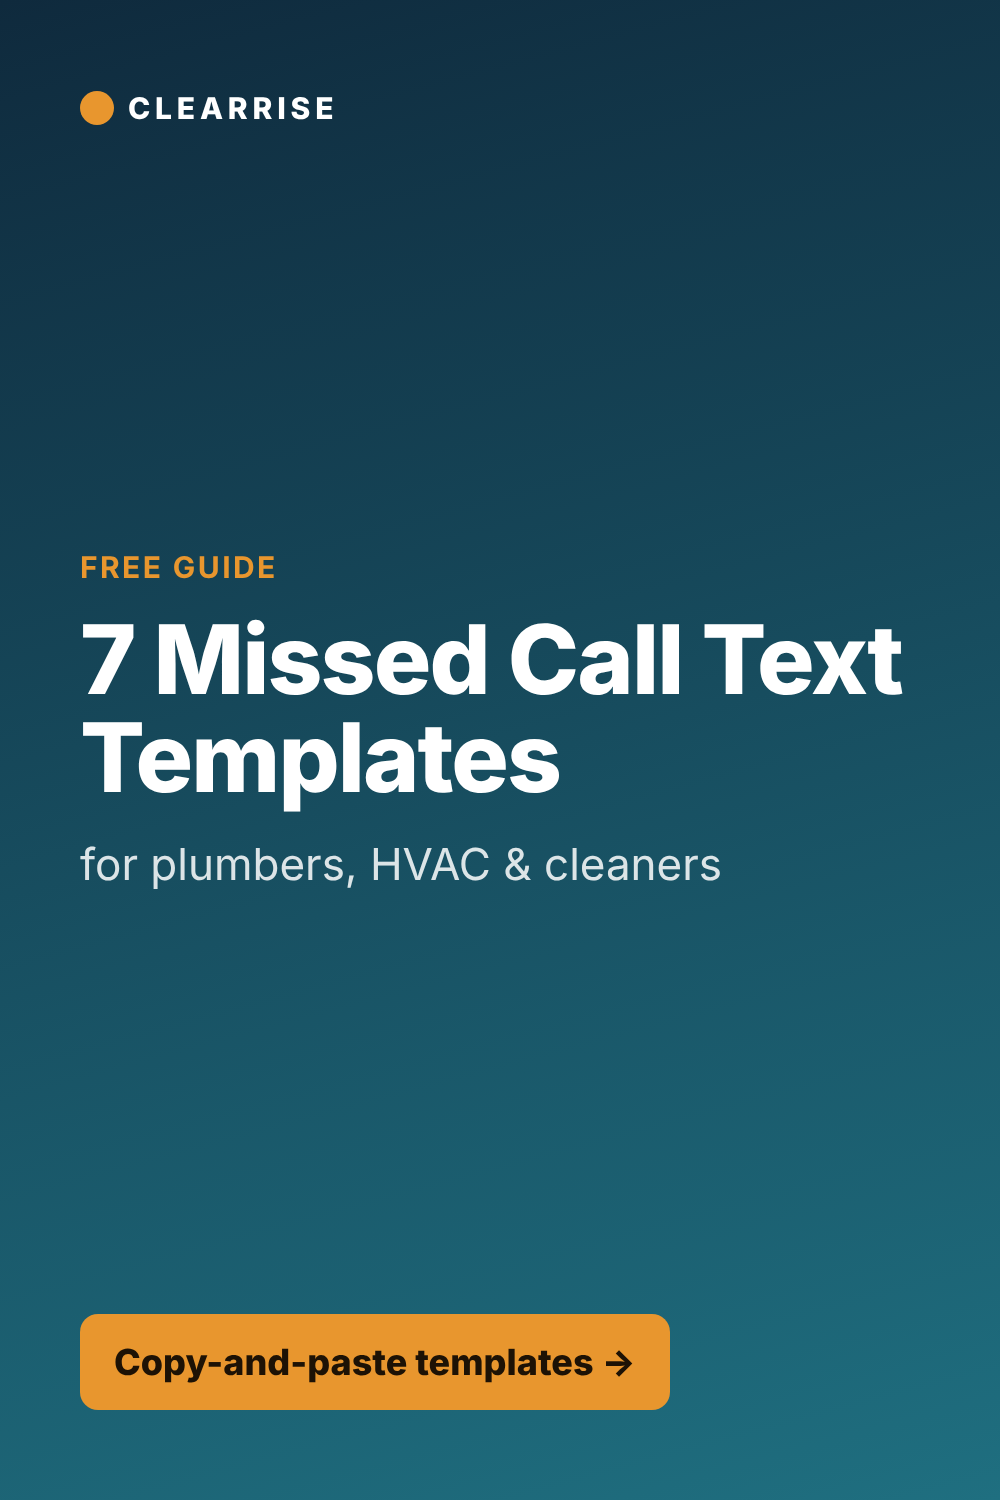 CLEARRISE
FREE GUIDE
7 Missed Call Text
Templates
for plumbers, HVAC & cleaners
Copy-and-paste templates →